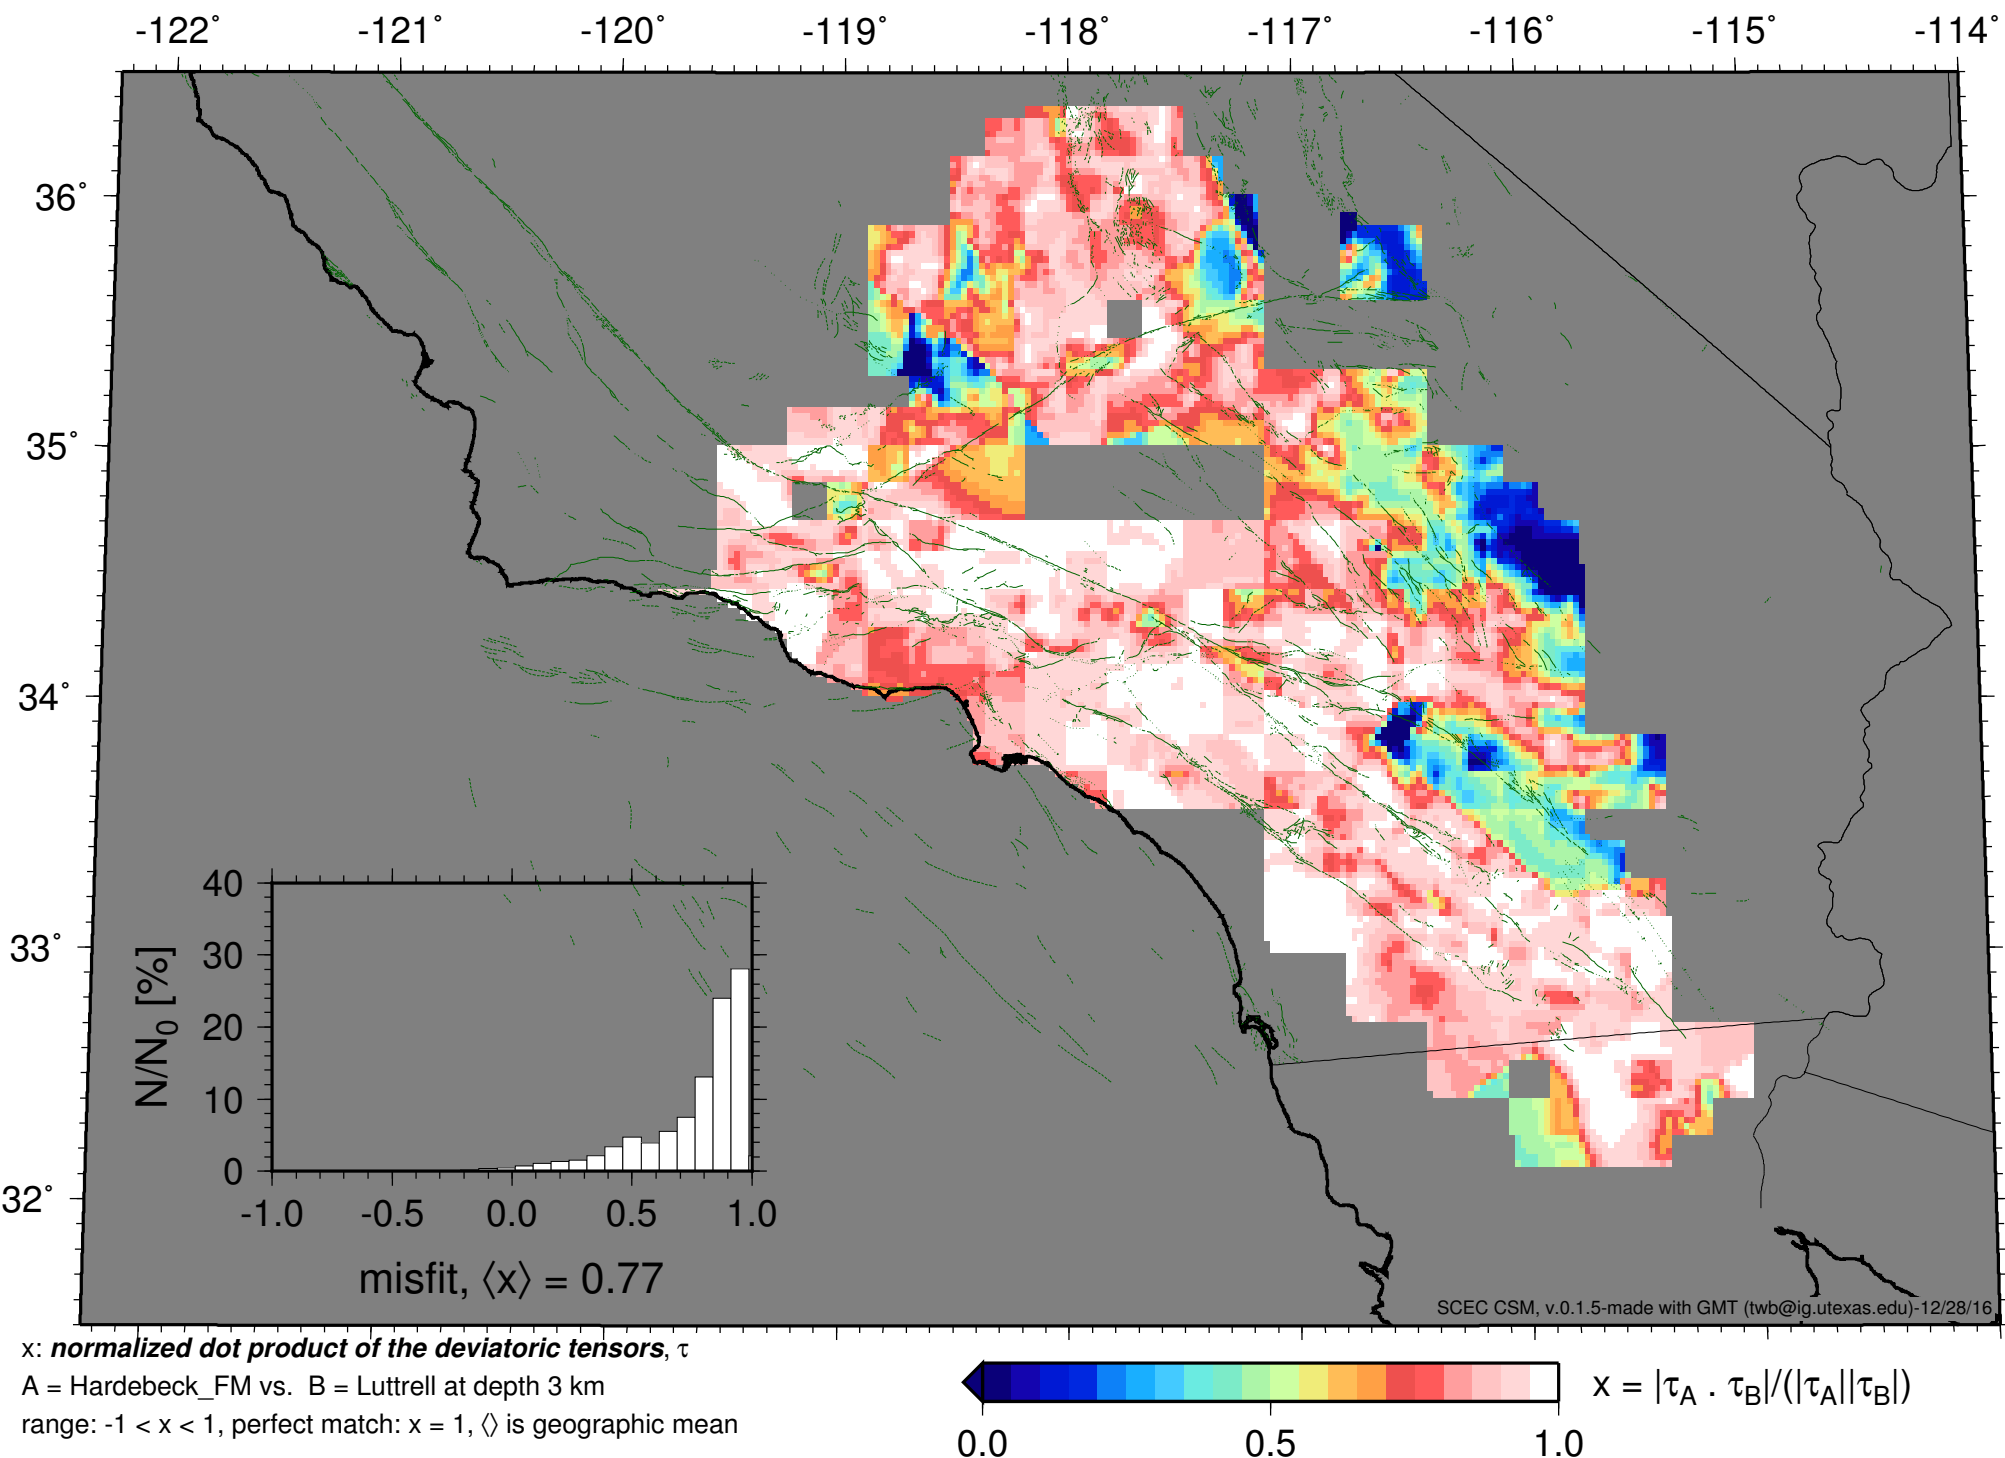 -122˚ -121˚ -120˚ -119˚ -118˚ -117˚ -116˚ -115˚ -114˚
36˚
35˚
34˚
33˚
32˚
40
30
20
10
0
N/N0 [%]
-1.0 -0.5 0.0 0.5 1.0
misfit, ⟨x⟩ = 0.77
SCEC CSM, v.0.1.5-made with GMT (twb@ig.utexas.edu)-12/28/16
x: normalized dot product of the deviatoric tensors, τ
A = Hardebeck_FM vs. B = Luttrell at depth 3 km
range: -1 < x < 1, perfect match: x = 1, ⟨⟩ is geographic mean
x = |τA . τB|/(|τA||τB|)
0.0 0.5 1.0